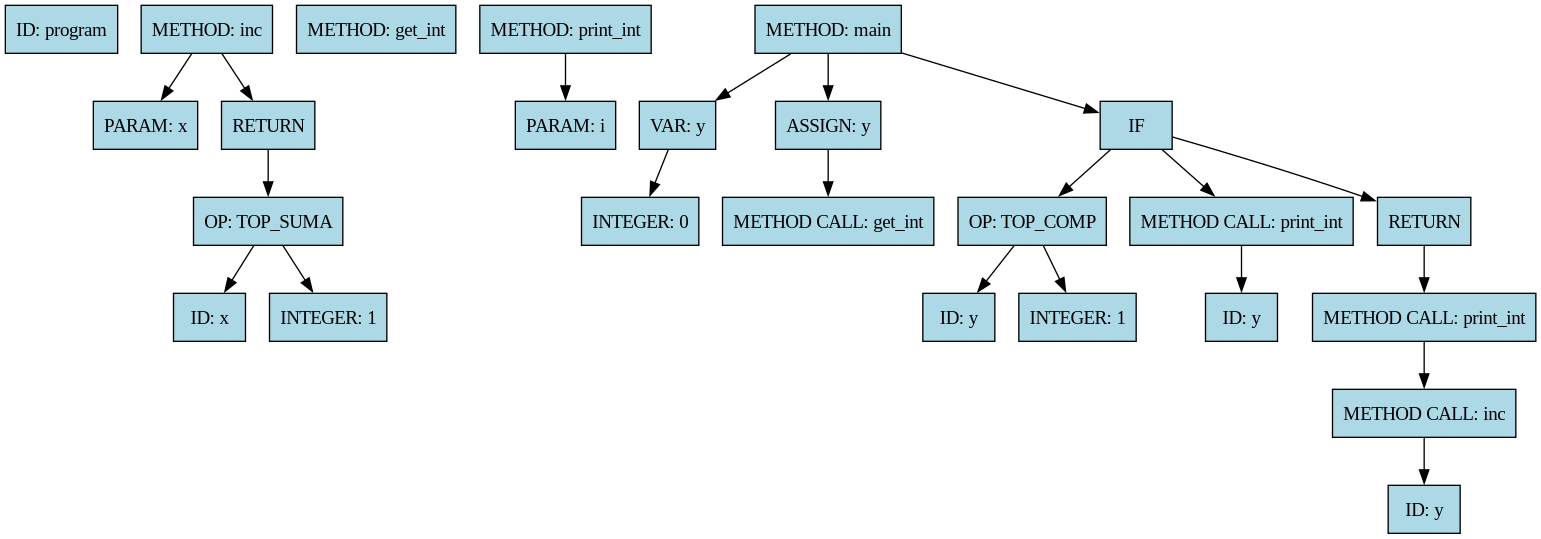 ID: program
METHOD: inc
METHOD: get_int
METHOD: print_int
METHOD: main
PARAM: x
RETURN
PARAM: i
VAR: y
ASSIGN: y
IF
OP: TOP_SUMA
INTEGER: 0
METHOD CALL: get_int
OP: TOP_COMP
METHOD CALL: print_int
RETURN
ID: x
INTEGER: 1
ID: y
INTEGER: 1
ID: y
METHOD CALL: print_int
METHOD CALL: inc
ID: y